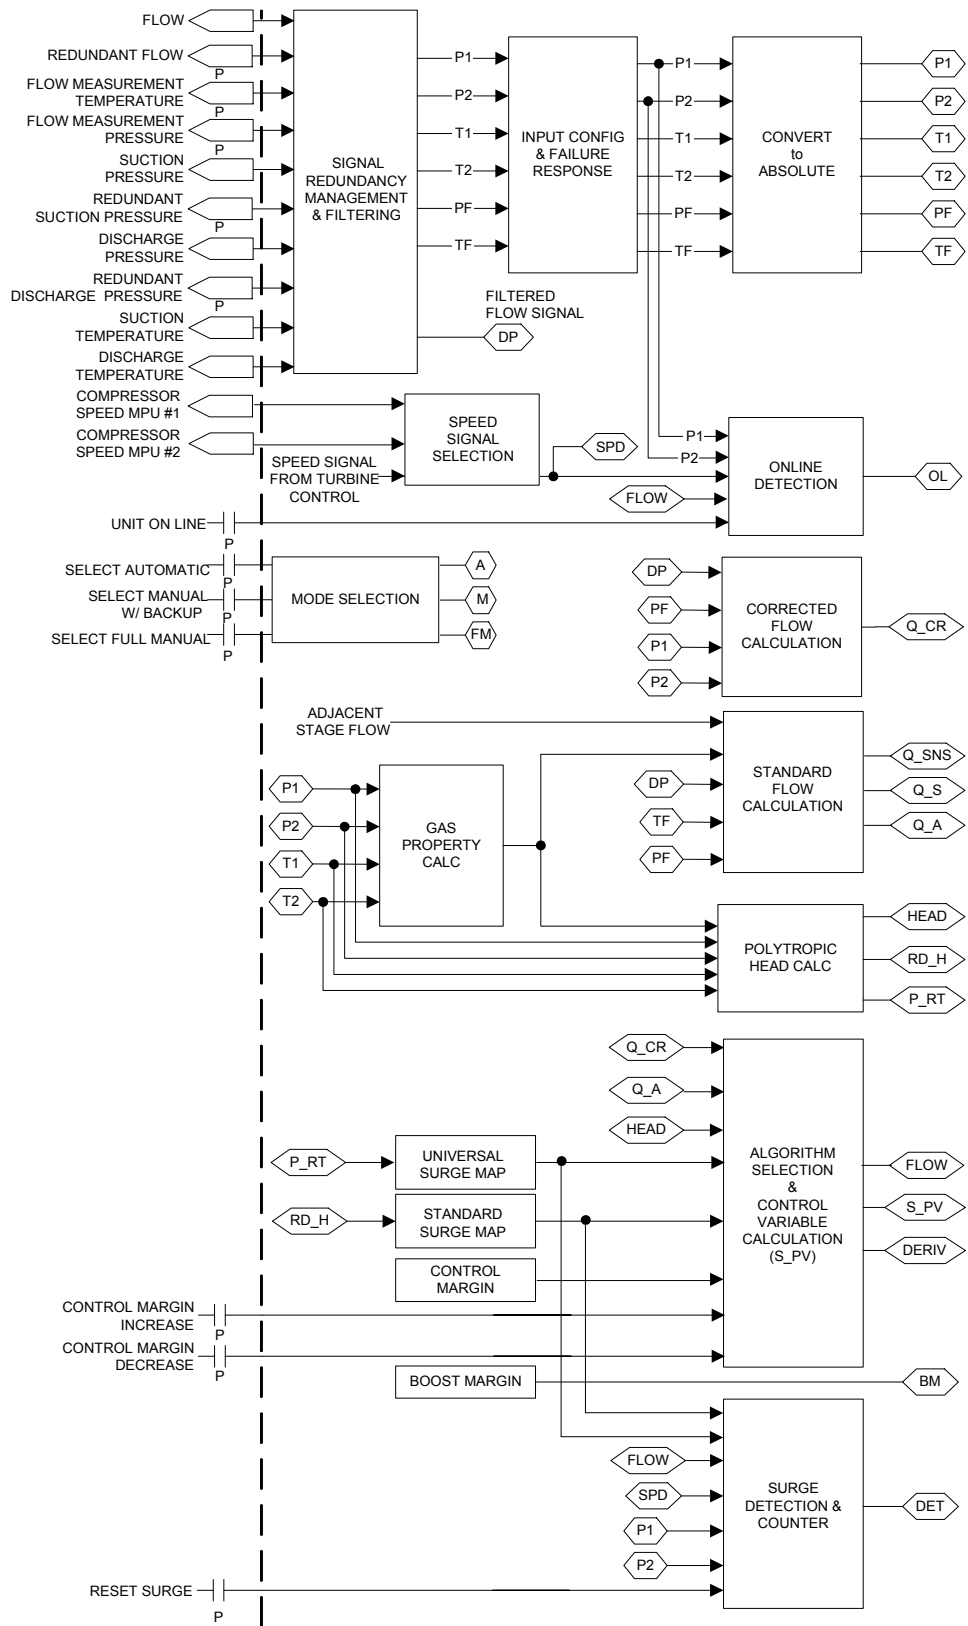 FLOW
REDUNDANT FLOW
P
FLOW MEASUREMENT
TEMPERATURE
P
FLOW MEASUREMENT
PRESSURE
P
SUCTION
PRESSURE
REDUNDANT
SUCTION PRESSURE
P
DISCHARGE
PRESSURE
REDUNDANT
DISCHARGE PRESSURE
P
SUCTION
TEMPERATURE
DISCHARGE
TEMPERATURE
SIGNAL
REDUNDANCY
MANAGEMENT
& FILTERING
P1
P2
T1
T2
PF
TF
FILTERED
FLOW SIGNAL
DP
INPUT CONFIG
& FAILURE
RESPONSE
P1
P2
T1
T2
PF
TF
CONVERT
to
ABSOLUTE
P1
P2
T1
T2
PF
TF
COMPRESSOR
SPEED MPU #1
COMPRESSOR
SPEED MPU #2
SPEED SIGNAL
FROM TURBINE
CONTROL
SPEED
SIGNAL
SELECTION
SPD
P1
P2
FLOW
ONLINE
DETECTION
OL
UNIT ON LINE
P
SELECT AUTOMATIC
P
SELECT MANUAL
W/ BACKUP
P
SELECT FULL MANUAL
P
MODE SELECTION
A
M
FM
DP
PF
P1
P2
CORRECTED
FLOW
CALCULATION
Q_CR
ADJACENT
STAGE FLOW
P1
P2
T1
T2
GAS
PROPERTY
CALC
DP
TF
PF
STANDARD
FLOW
CALCULATION
Q_SNS
Q_S
Q_A
POLYTROPIC
HEAD CALC
HEAD
RD_H
P_RT
Q_CR
Q_A
HEAD
P_RT
UNIVERSAL
SURGE MAP
RD_H
STANDARD
SURGE MAP
CONTROL
MARGIN
ALGORITHM
SELECTION
&
CONTROL
VARIABLE
CALCULATION
(S_PV)
FLOW
S_PV
DERIV
CONTROL MARGIN
INCREASE
P
CONTROL MARGIN
DECREASE
P
BOOST MARGIN
BM
FLOW
SPD
P1
P2
SURGE
DETECTION &
COUNTER
DET
RESET SURGE
P